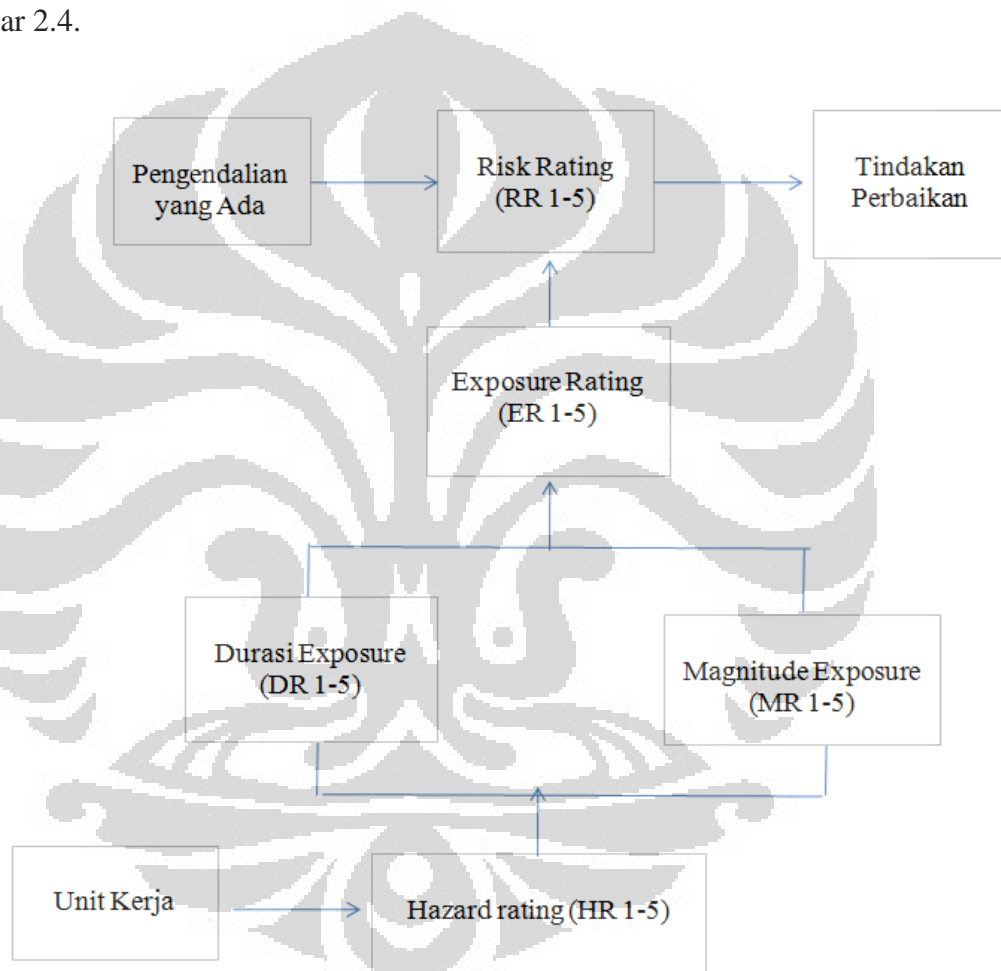 ar 2.4.
Pengendalian
yang Ada
Risk Rating
(RR 1-5)
Tindakan
Perbaikan
Exposure Rating
(ER 1-5)
Durasi Exposure
(DR 1-5)
Magnitude Exposure
(MR 1-5)
Unit Kerja
Hazard rating (HR 1-5)